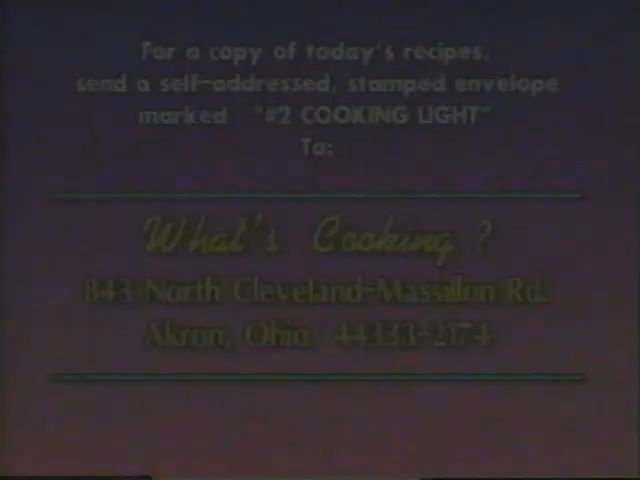 For a copy of today's recipes,
send a self-addressed, stamped envelope
marked "#2 COOKING LIGHT"
To:
What's Cooking?
843 North Cleveland-Massillon Rd.
Akron, Ohio 44333-2174